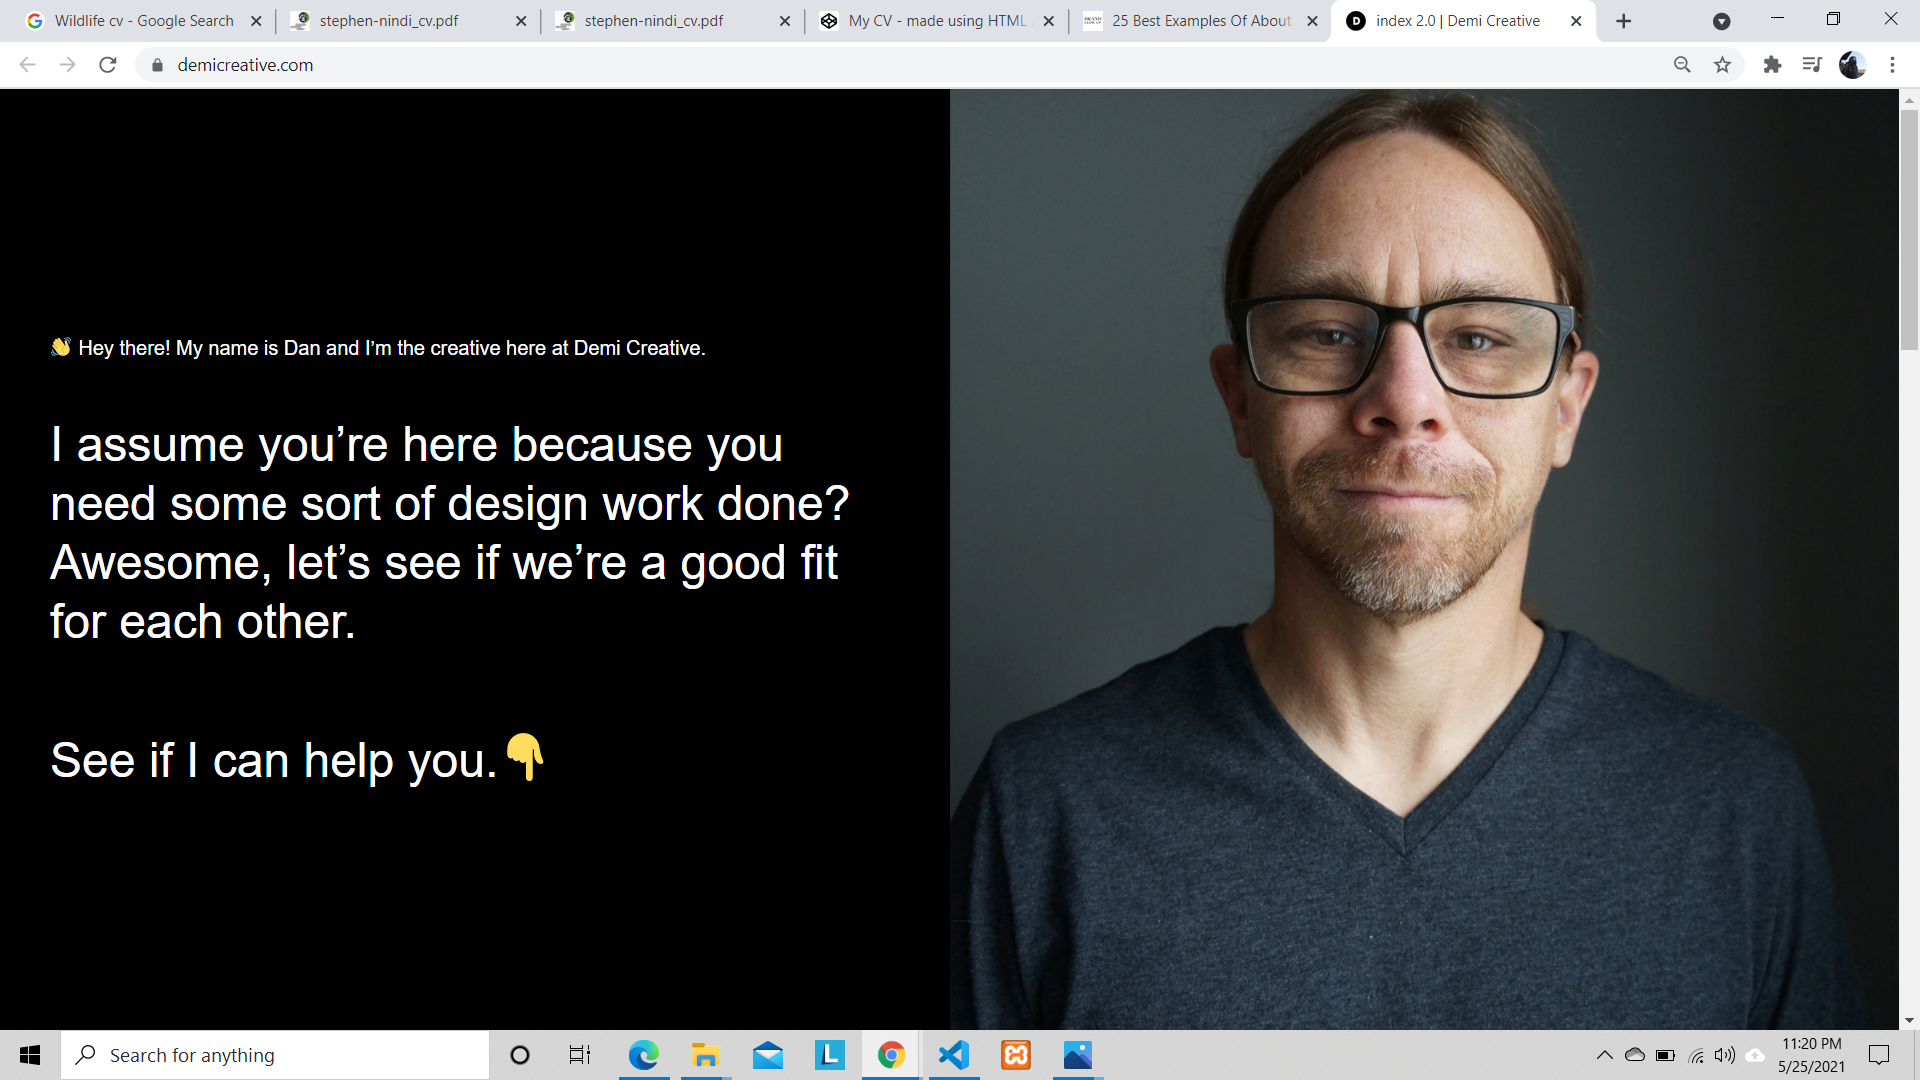 Wildlife cv - Google Search
stephen-nindi_cv.pdf
stephen-nindi_cv.pdf
My CV - made using HTML
25 Best Examples Of About
index 2.0 | Demi Creative
demicreative.com
👋 Hey there! My name is Dan and I’m the creative here at Demi Creative.
I assume you’re here because you
need some sort of design work done?
Awesome, let’s see if we’re a good fit
for each other.
See if I can help you.👇
Search for anything
11:20 PM
5/25/2021